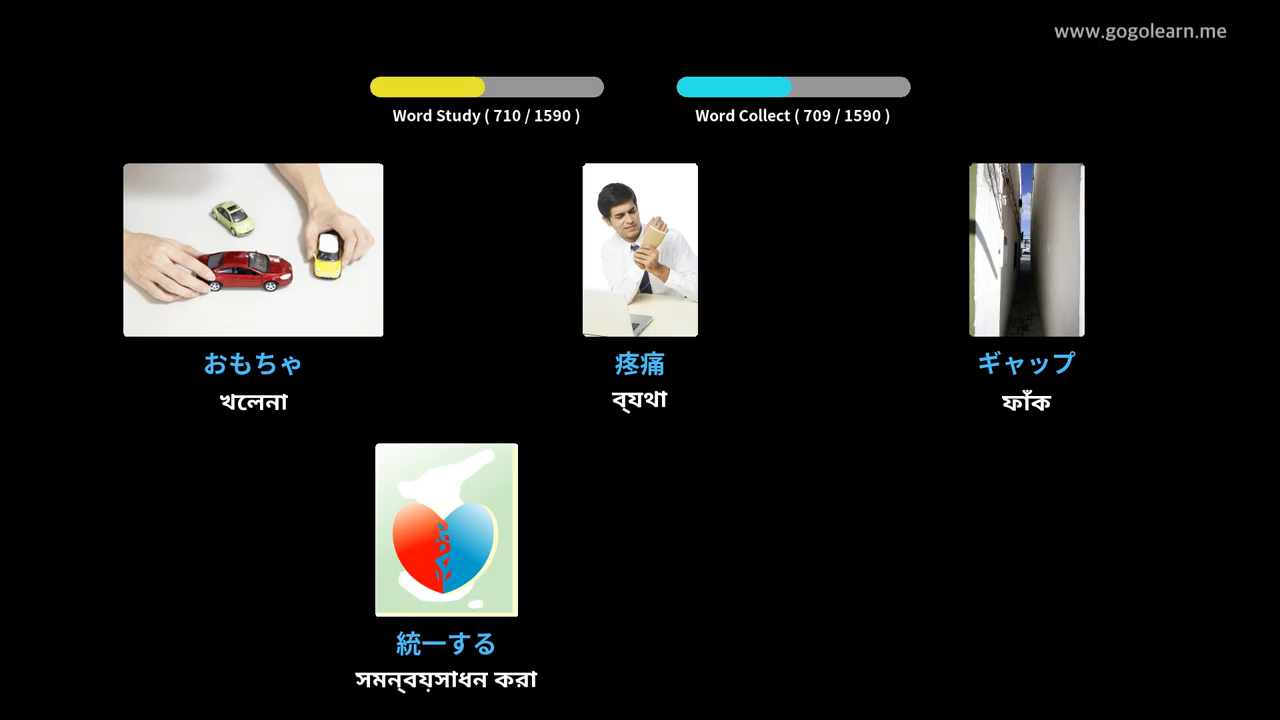 www.gogolearn.me
Word Study ( 710 / 1590 )
Word Collect ( 709 / 1590 )
おもちゃ
খলেনা
疼痛
ব্যথা
ギャップ
ফাঁক
統一する
সমন্বয়সাধন করা